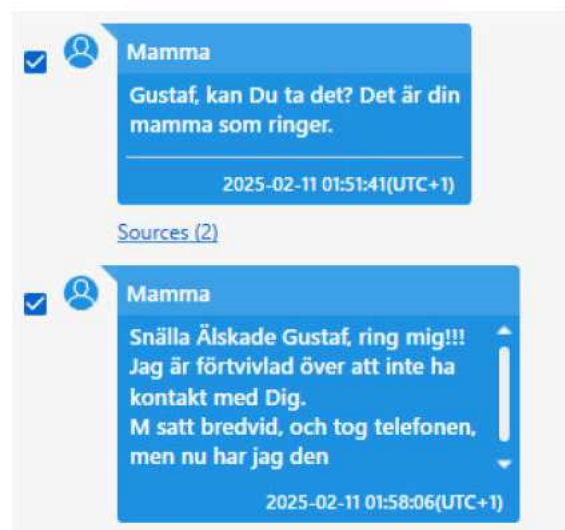 Mamma
Gustaf, kan Du ta det? Det är din
mamma som ringer.
2025-02-11 01:51:41(UTC+1)
Sources (2)
Mamma
Snälla Älskade Gustaf, ring mig!!!
Jag är förtvivlad över att inte ha
kontakt med Dig.
M satt bredvid, och tog telefonen,
men nu har jag den
2025-02-11 01:58:06(UTC+1)